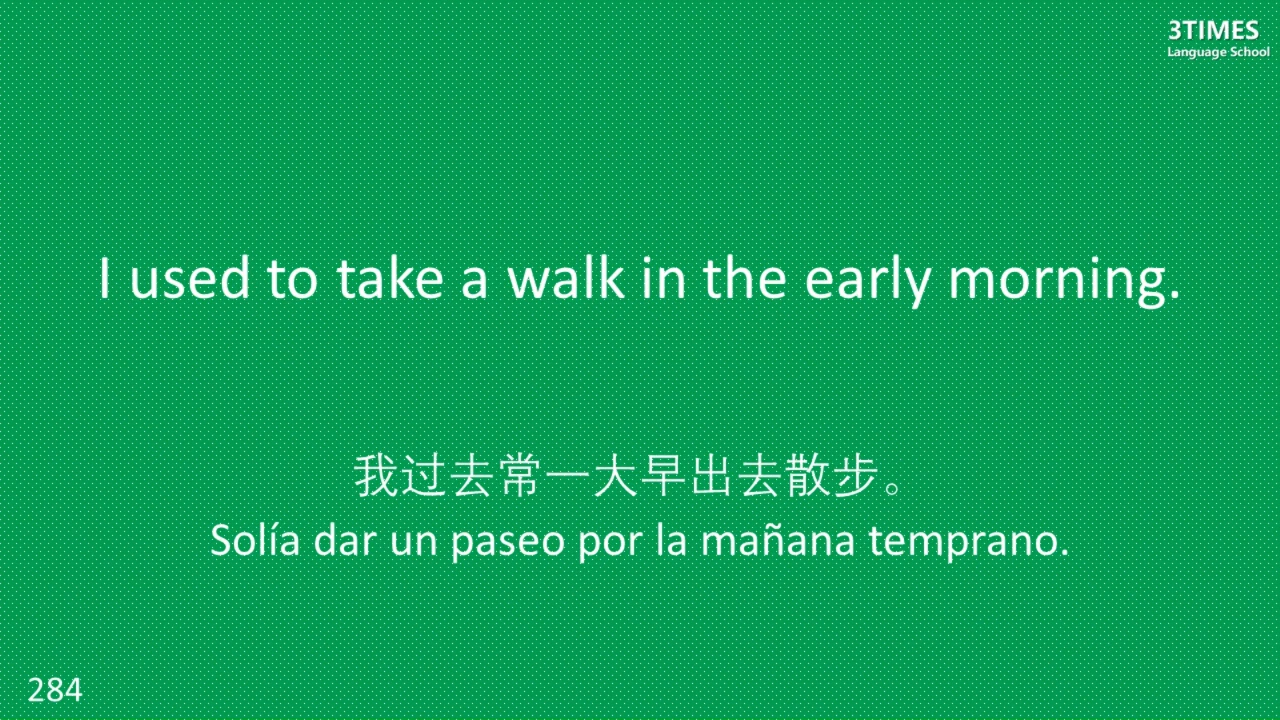 3TIMES
Language School
I used to take a walk in the early morning.
我过去常一大早出去散步。
Solía dar un paseo por la mañana temprano.
284